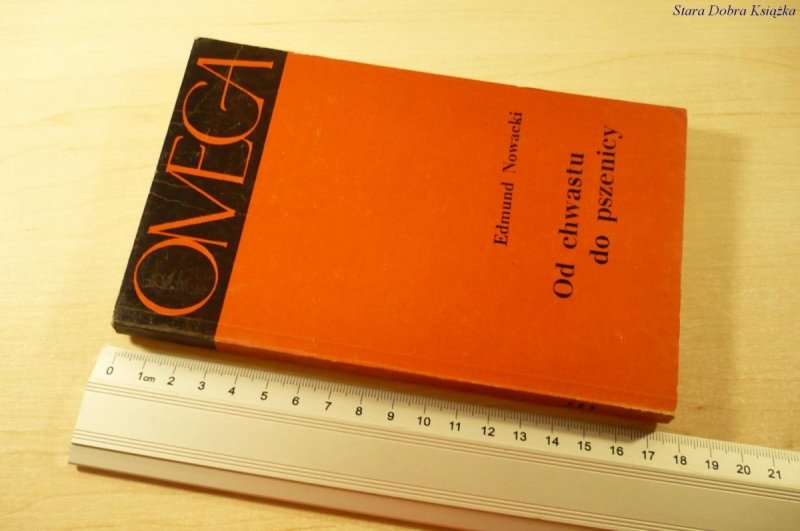 Stara Dobra Książka
OMEGA
Edmund Nowacki
Od chwastu
do pszenicy
0 1cm 2 3 4 5 6 7 8 9 10 11 12 13 14 15 16 17 18 19 20 21